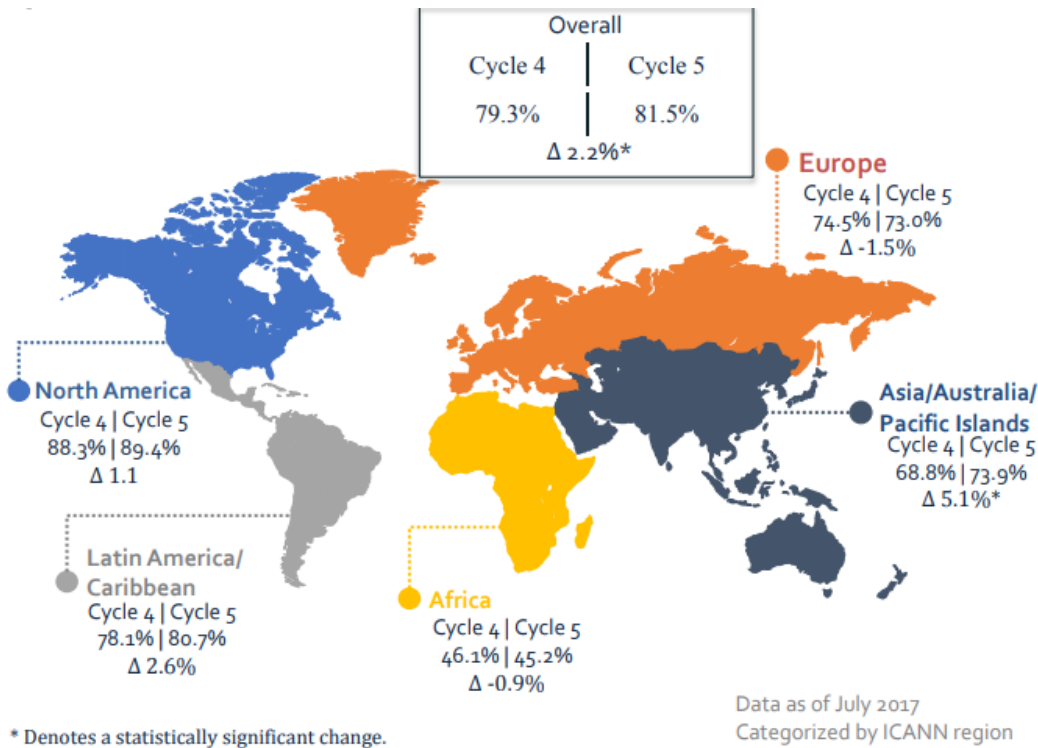 Overall
Cycle 4 | Cycle 5
79.3% | 81.5%
Δ 2.2%*
Europe
Cycle 4 | Cycle 5
74.5% | 73.0%
Δ -1.5%
North America
Cycle 4 | Cycle 5
88.3% | 89.4%
Δ 1.1
Asia/Australia/
Pacific Islands
Cycle 4 | Cycle 5
68.8% | 73.9%
Δ 5.1%*
Latin America/
Caribbean
Cycle 4 | Cycle 5
78.1% | 80.7%
Δ 2.6%
Africa
Cycle 4 | Cycle 5
46.1% | 45.2%
Δ -0.9%
Data as of July 2017
Categorized by ICANN region
* Denotes a statistically significant change.